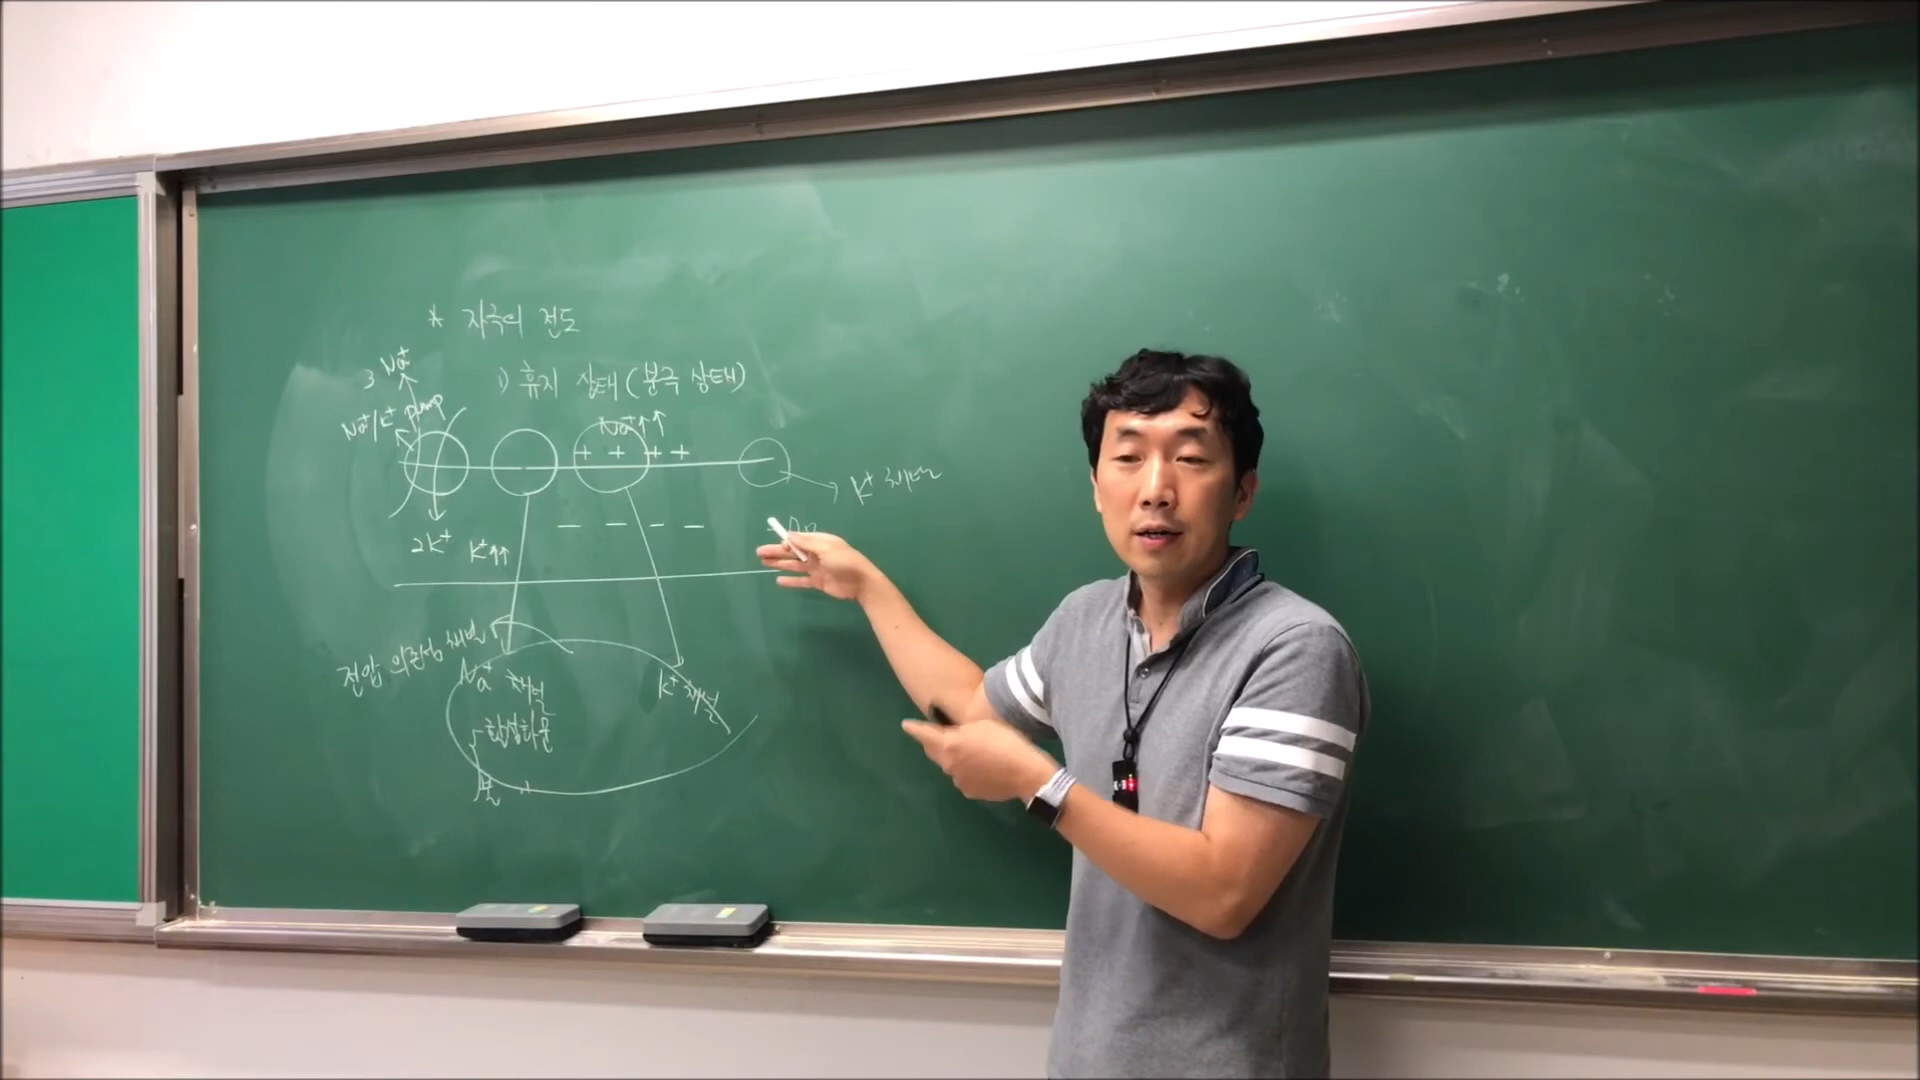 * 자극의 전도
1) 휴지 상태 (분극 상태)
3 Na⁺
Na⁺/K⁺ pump
Na⁺↑↑
+ + + +
K⁺ 채널
- - - -
2K⁺ K⁺↑↑
전압 의존성 채널
Na⁺ 채널
K⁺ 채널